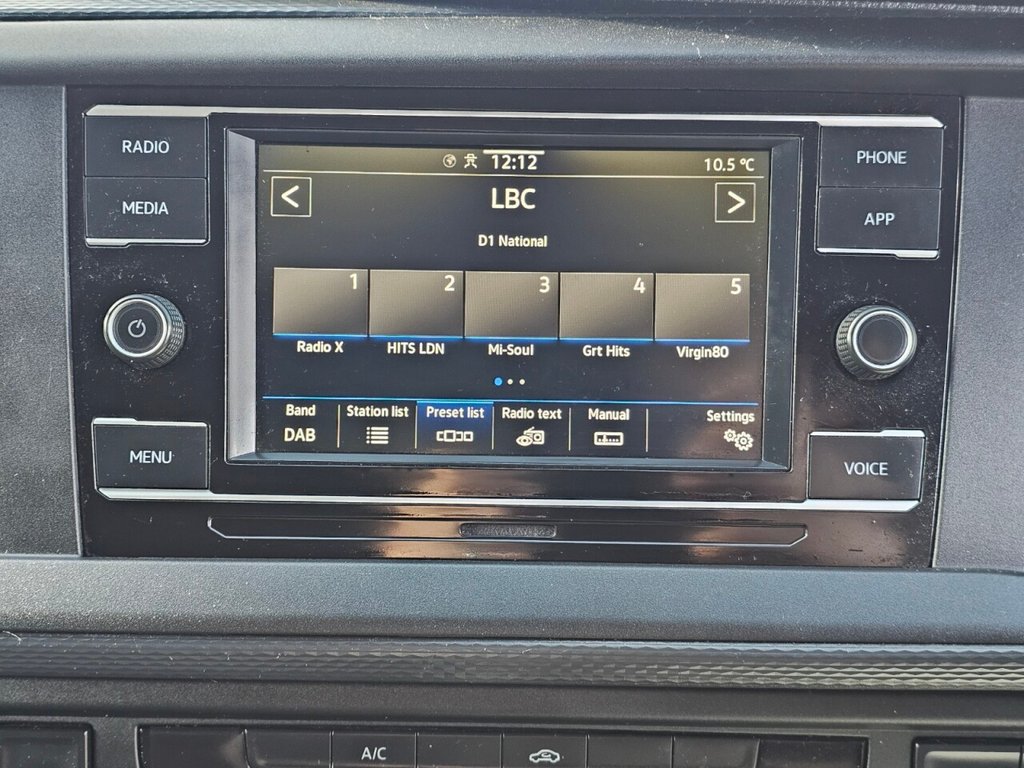 RADIO
MEDIA
MENU
12:12
10.5 °C
<
LBC
>
D1 National
1 2 3 4 5
Radio X HITS LDN Mi-Soul Grt Hits Virgin80
Band Station list Preset list Radio text Manual Settings
DAB
PHONE
APP
VOICE
A/C